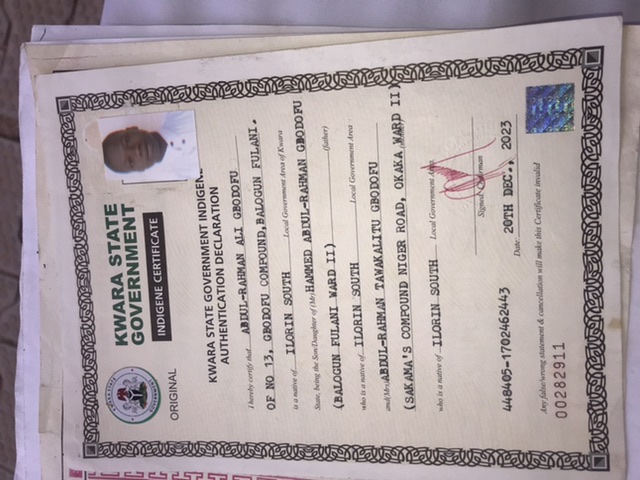 KWARA STATE
GOVERNMENT
INDIGENE CERTIFICATE
ORIGINAL
KWARA STATE GOVERNMENT INDIGENE
AUTHENTICATION DECLARATION
I hereby certify that ABDUL-RAHMAN ALI GBODOFU
OF NO 13, GBODOFU COMPOUND,BALOGUN FULANI.
is a native of ILORIN SOUTH Local Government Area of Kwara
State, being the Son/Daughter of (Mr) HAMMED ABDUL-RAHMAN GBODOFU
(BALOGUN FULANI WARD II) (father)
who is a native of ILORIN SOUTH Local Government Area
and(Mrs) ABDUL-RAHMAN TAWAKALITU GBODOFU
(SAKAMA'S COMPOUND NIGER ROAD, OKAKA WARD II)
who is a native of ILORIN SOUTH Local Government Area
Signed Chairman
448405-1702462443
Date: 20TH DEC., 2023
Any false/wrong statement & cancellation will make this Certificate invalid
00282911